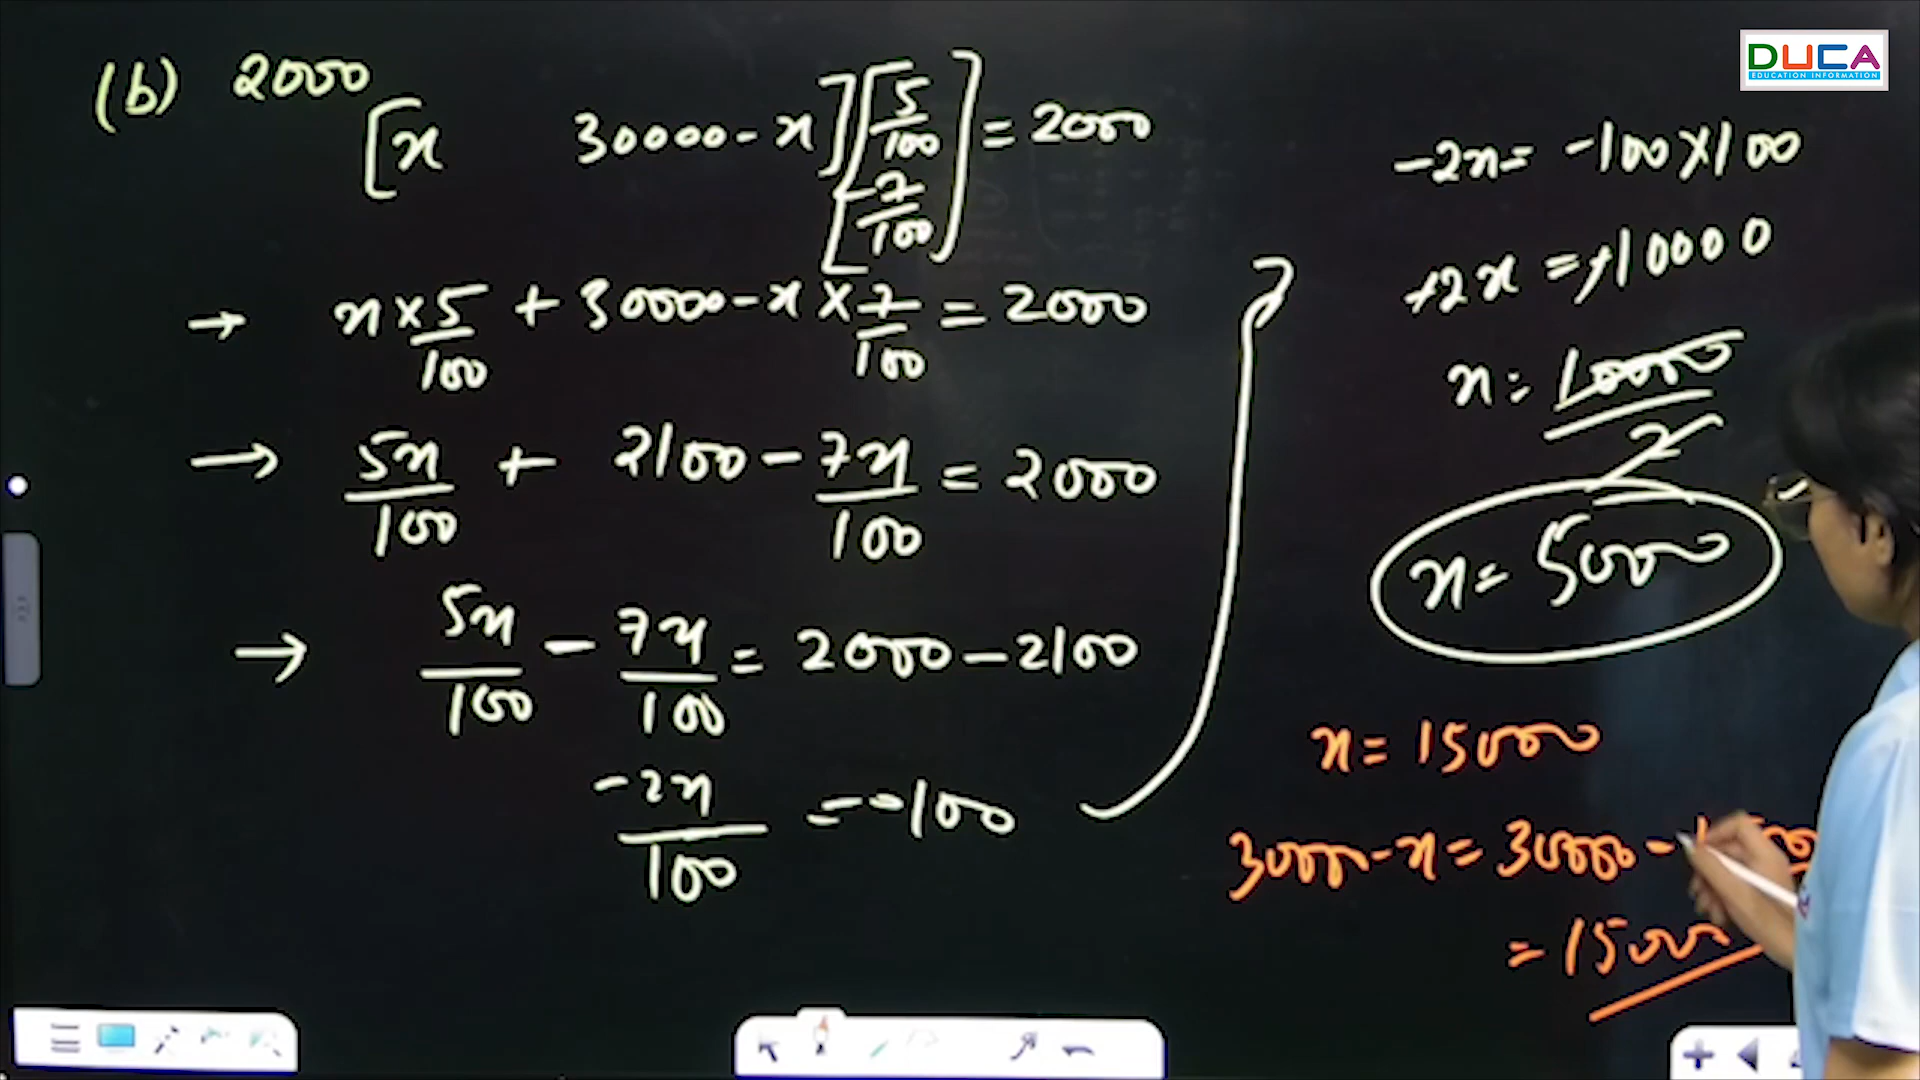 (b) 2000
[x 30000-x] [5/100 7/100] = 2000
→ x × 5/100 + 30000-x × 7/100 = 2000
→ 5x/100 + 2100 - 7x/100 = 2000
→ 5x/100 - 7x/100 = 2000 - 2100
-2x/100 = -100
DUCA
EDUCATION INFORMATION
-2x = -100 × 100
+2x = +10000
x = 10000/2
x = 5000
x = 15000
3000-x = 30000 -
= 15000